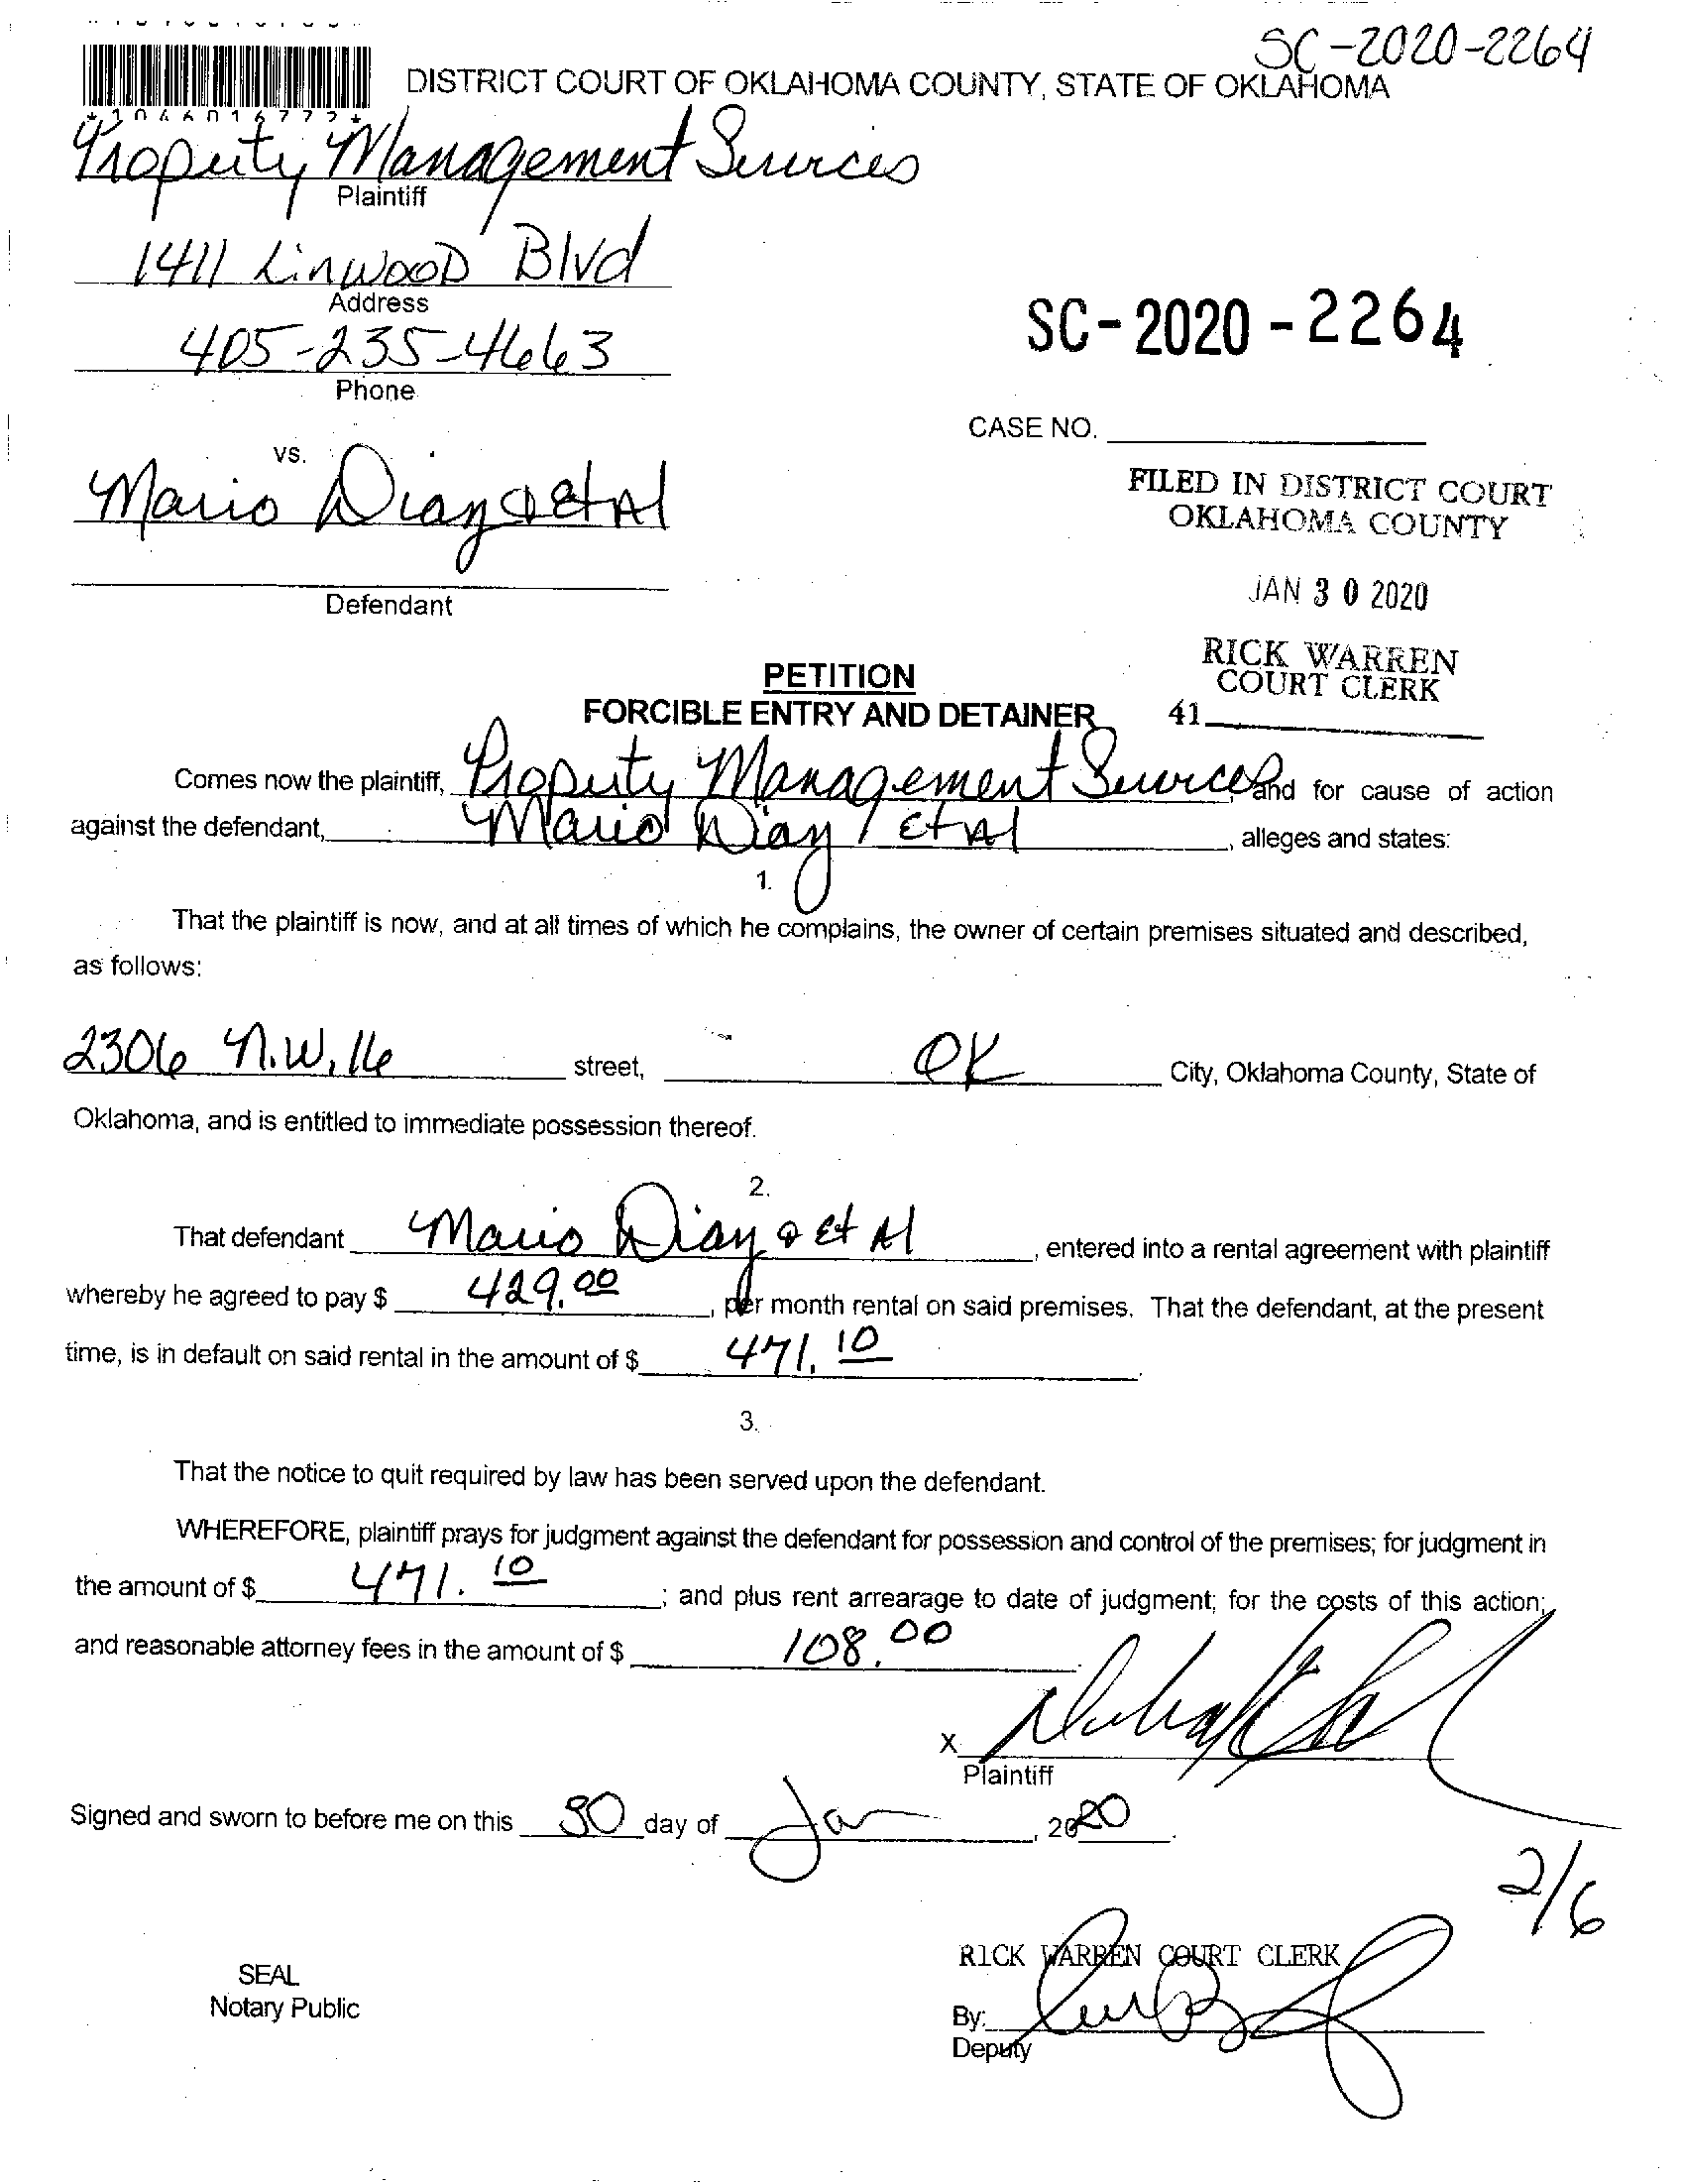 SC-2020-2264
DISTRICT COURT OF OKLAHOMA COUNTY, STATE OF OKLAHOMA
*1046016772*
Property Management Services
Plaintiff
1411 Linwood Blvd
Address
405-235-4663
Phone
SC-2020-2264
CASE NO.
vs.
Mario Diaz & et Al
Defendant
FILED IN DISTRICT COURT
OKLAHOMA COUNTY
JAN 30 2020
RICK WARREN
COURT CLERK
41
PETITION
FORCIBLE ENTRY AND DETAINER
Comes now the plaintiff, Property Management Services, and for cause of action
against the defendant, Mario Diaz / et Al, alleges and states:
1.
That the plaintiff is now, and at all times of which he complains, the owner of certain premises situated and described,
as follows:
2306 N.W. 16 street, OK City, Oklahoma County, State of
Oklahoma, and is entitled to immediate possession thereof.
2.
That defendant Mario Diaz & et Al, entered into a rental agreement with plaintiff
whereby he agreed to pay $ 429.00, per month rental on said premises. That the defendant, at the present
time, is in default on said rental in the amount of $ 471.10.
3.
That the notice to quit required by law has been served upon the defendant.
WHEREFORE, plaintiff prays for judgment against the defendant for possession and control of the premises; for judgment in
the amount of $ 471.10; and plus rent arrearage to date of judgment; for the costs of this action;
and reasonable attorney fees in the amount of $ 108.00.
X
Plaintiff
Signed and sworn to before me on this 30 day of Jan, 2020.
2/6
SEAL
Notary Public
RICK WARREN COURT CLERK
By:
Deputy